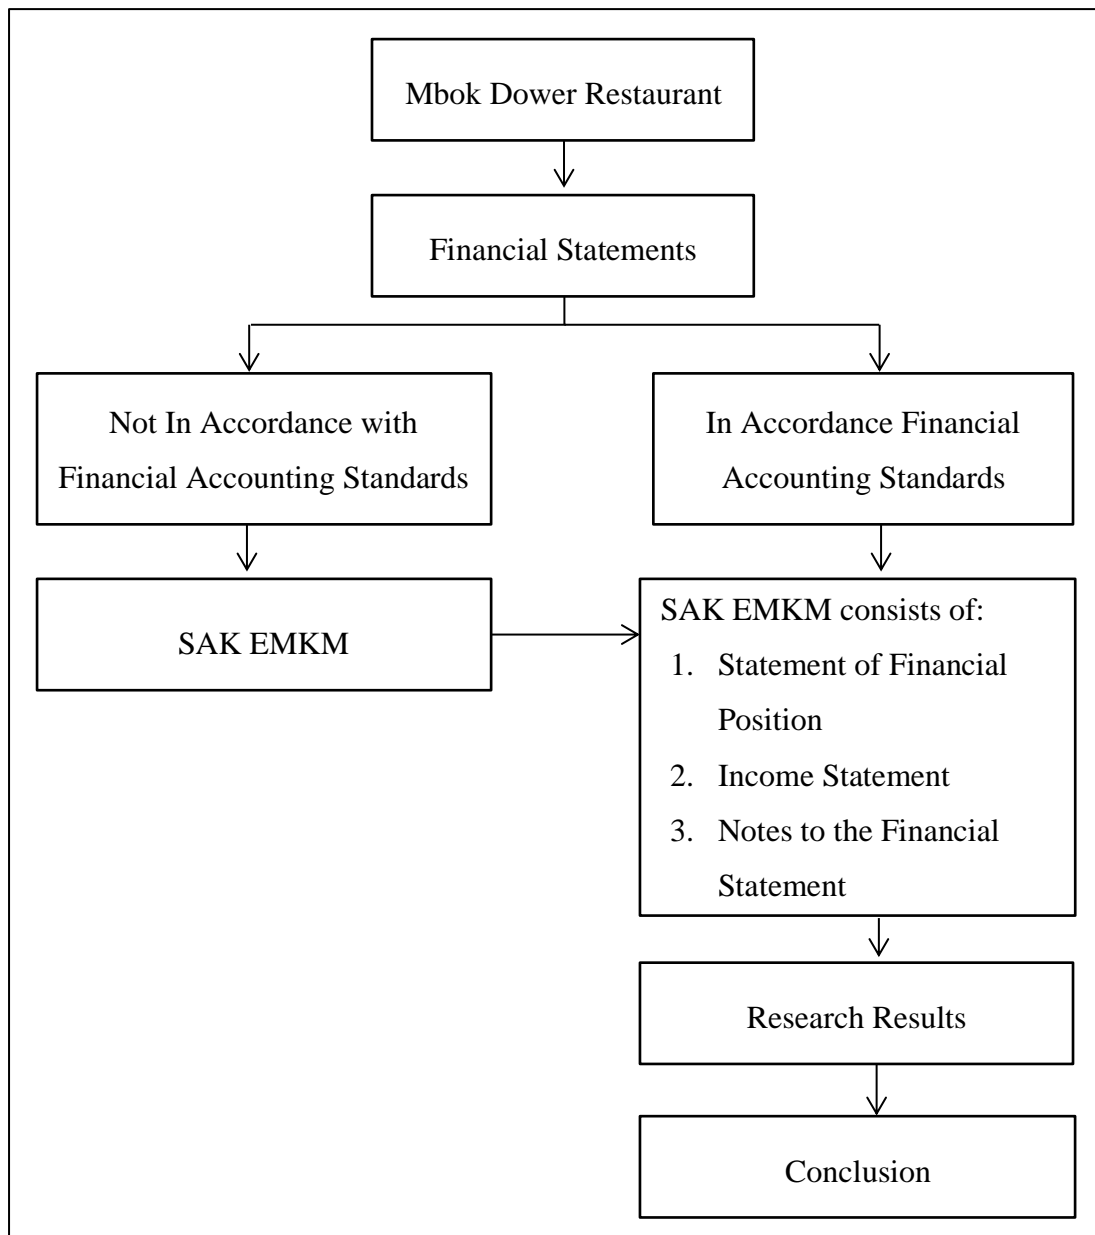 Mbok Dower Restaurant
Financial Statements
Not In Accordance with
Financial Accounting Standards
In Accordance Financial
Accounting Standards
SAK EMKM
SAK EMKM consists of:
1. Statement of Financial
Position
2. Income Statement
3. Notes to the Financial
Statement
Research Results
Conclusion